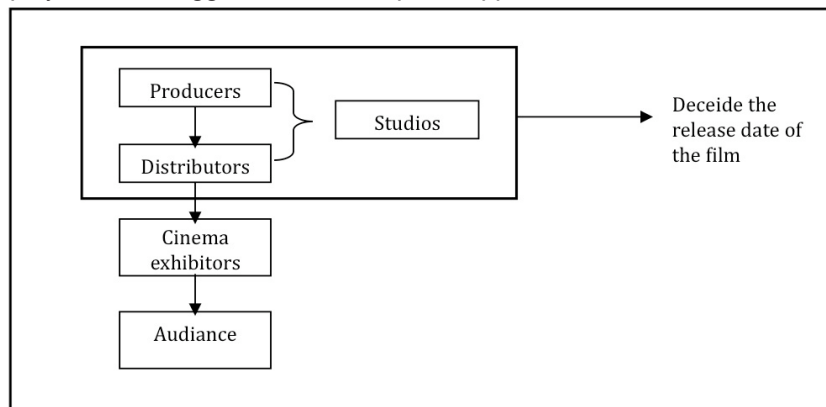 Producers
Studios
Distributors
Deceide the
release date of
the film
Cinema
exhibitors
Audiance